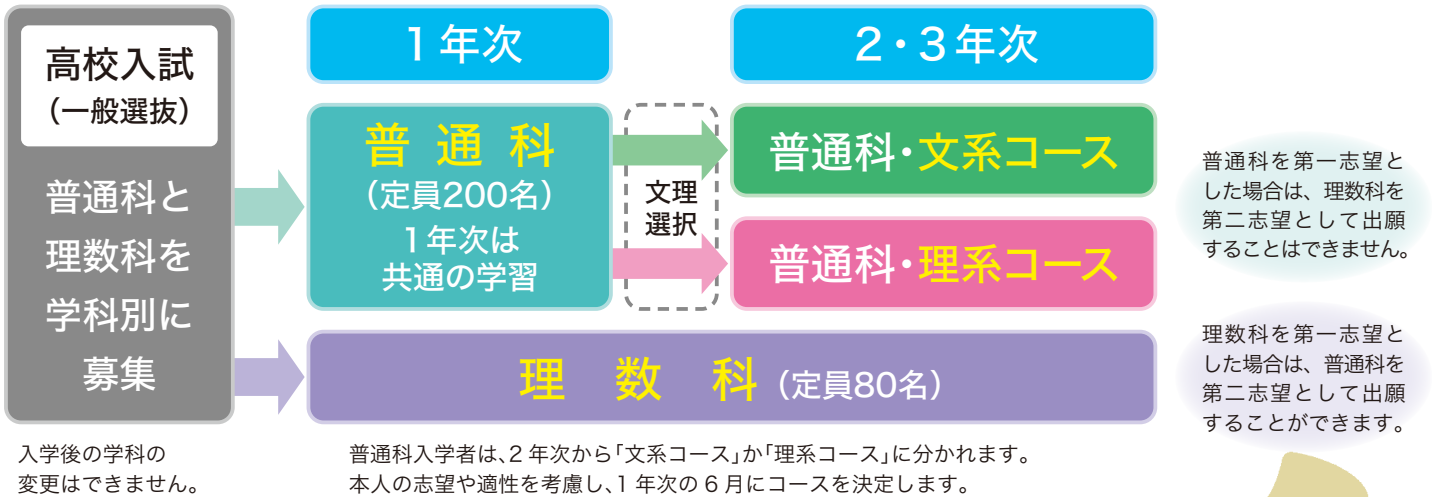 高校入試
（一般選抜）
普通科と
理数科を
学科別に
募集
1年次
2・3年次
普通科
（定員200名）
1年次は
共通の学習
文理
選択
普通科・文系コース
普通科・理系コース
理数科（定員80名）
普通科を第一志望と
した場合は、理数科を
第二志望として出願
することはできません。
理数科を第一志望と
した場合は、普通科を
第二志望として出願
することができます。
入学後の学科の
変更はできません。
普通科入学者は、2年次から「文系コース」か「理系コース」に分かれます。
本人の志望や適性を考慮し、1年次の6月にコースを決定します。